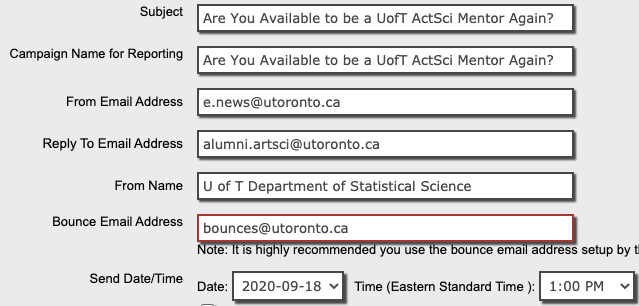 Subject Are You Available to be a UofT ActSci Mentor Again?
Campaign Name for Reporting Are You Available to be a UofT ActSci Mentor Again?
From Email Address e.news@utoronto.ca
Reply To Email Address alumni.artsci@utoronto.ca
From Name U of T Department of Statistical Science
Bounce Email Address bounces@utoronto.ca
Note: It is highly recommended you use the bounce email address setup by
Send Date/Time Date: 2020-09-18 Time (Eastern Standard Time ): 1:00 PM